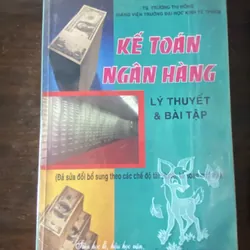 TS. TRƯƠNG THỊ HỒNG
GIẢNG VIÊN TRƯỜNG ĐẠI HỌC KINH TẾ TP.HCM
KẾ TOÁN
NGÂN HÀNG
LÝ THUYẾT
& BÀI TẬP
(Đã sửa đổi bổ sung theo các chế độ